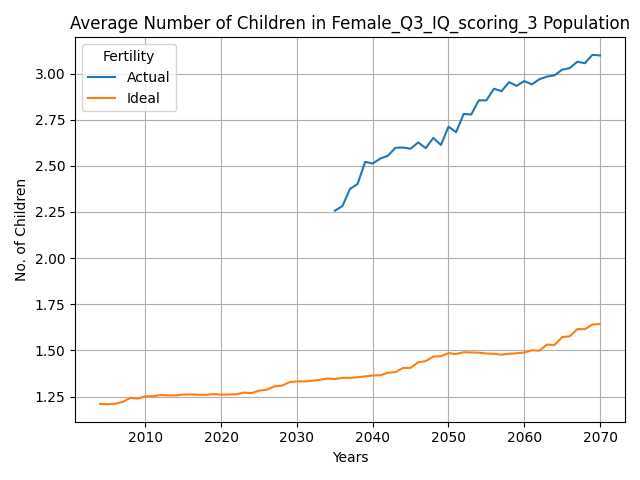 Average Number of Children in Female_Q3_IQ_scoring_3 Population
Fertility
Actual
Ideal
No. of Children
3.00
2.75
2.50
2.25
2.00
1.75
1.50
1.25
2010 2020 2030 2040 2050 2060 2070
Years